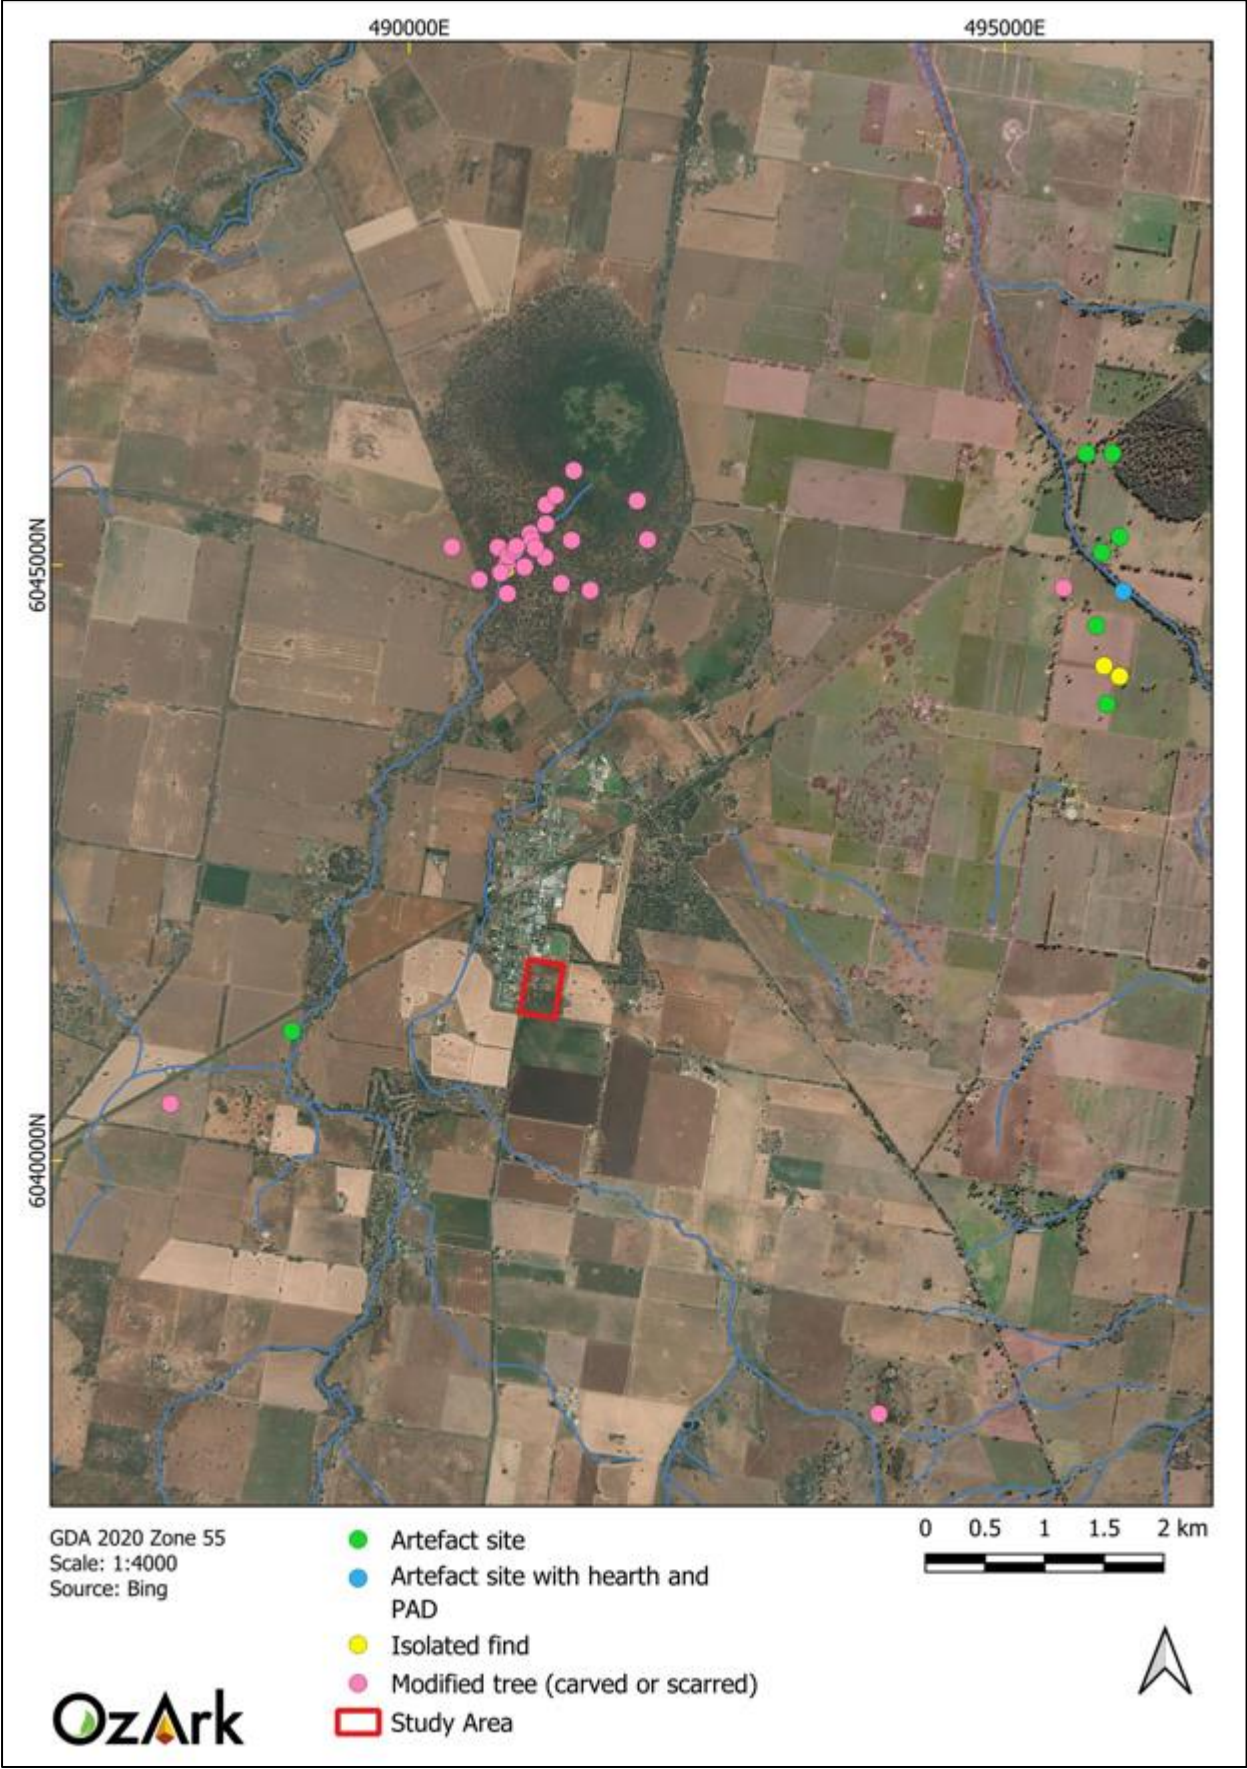 490000E
495000E
6045000N
6040000N
GDA 2020 Zone 55
Scale: 1:4000
Source: Bing
Artefact site
Artefact site with hearth and
PAD
Isolated find
Modified tree (carved or scarred)
Study Area
0 0.5 1 1.5 2 km
OzArk